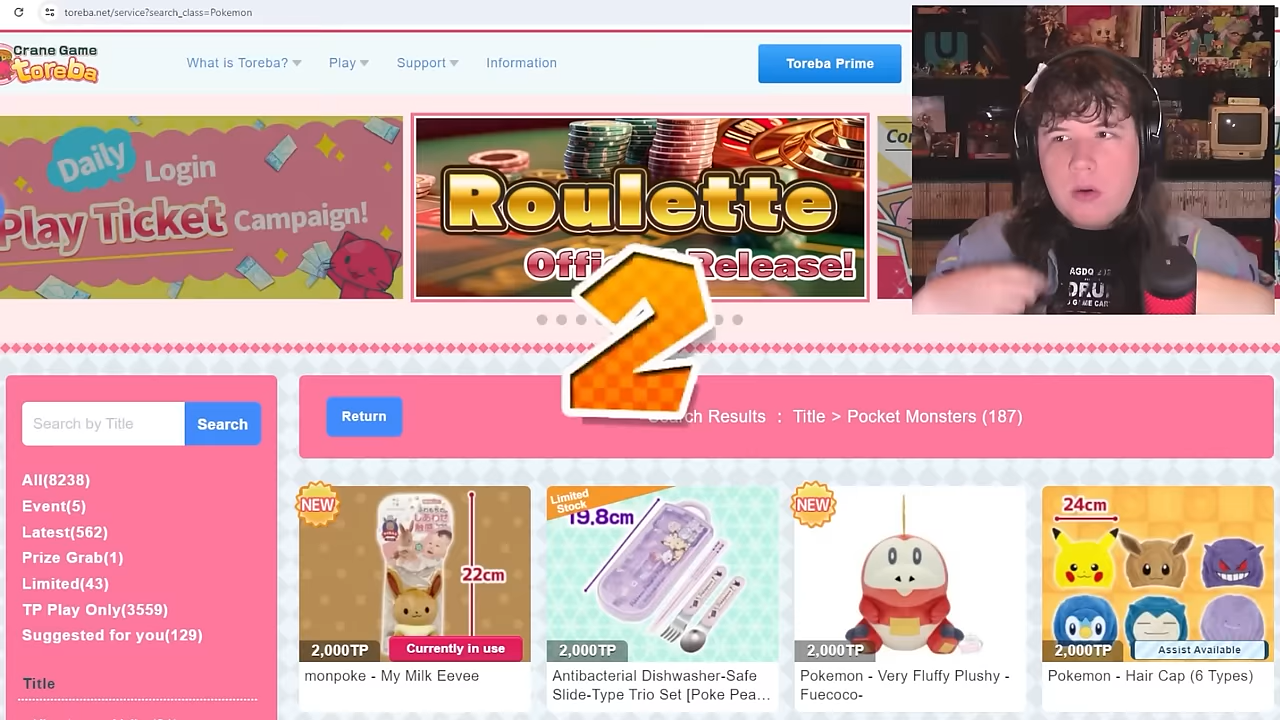 toreba.net/service?search_class=Pokemon
Crane Game
toreba
What is Toreba?
Play
Support
Information
Toreba Prime
Daily Login
Play Ticket Campaign!
Roulette
Release!
AGDQ
2
Return
Search Results : Title > Pocket Monsters (187)
Search by Title
Search
All(8238)
Event(5)
Latest(562)
Prize Grab(1)
Limited(43)
TP Play Only(3559)
Suggested for you(129)
Title
NEW
22cm
2,000TP
Currently in use
monpoke - My Milk Eevee
Limited
Stock
19.8cm
2,000TP
Antibacterial Dishwasher-Safe
Slide-Type Trio Set [Poke Pea…
NEW
2,000TP
Pokemon - Very Fluffy Plushy -
Fuecoco-
24cm
2,000TP
Assist Available
Pokemon - Hair Cap (6 Types)